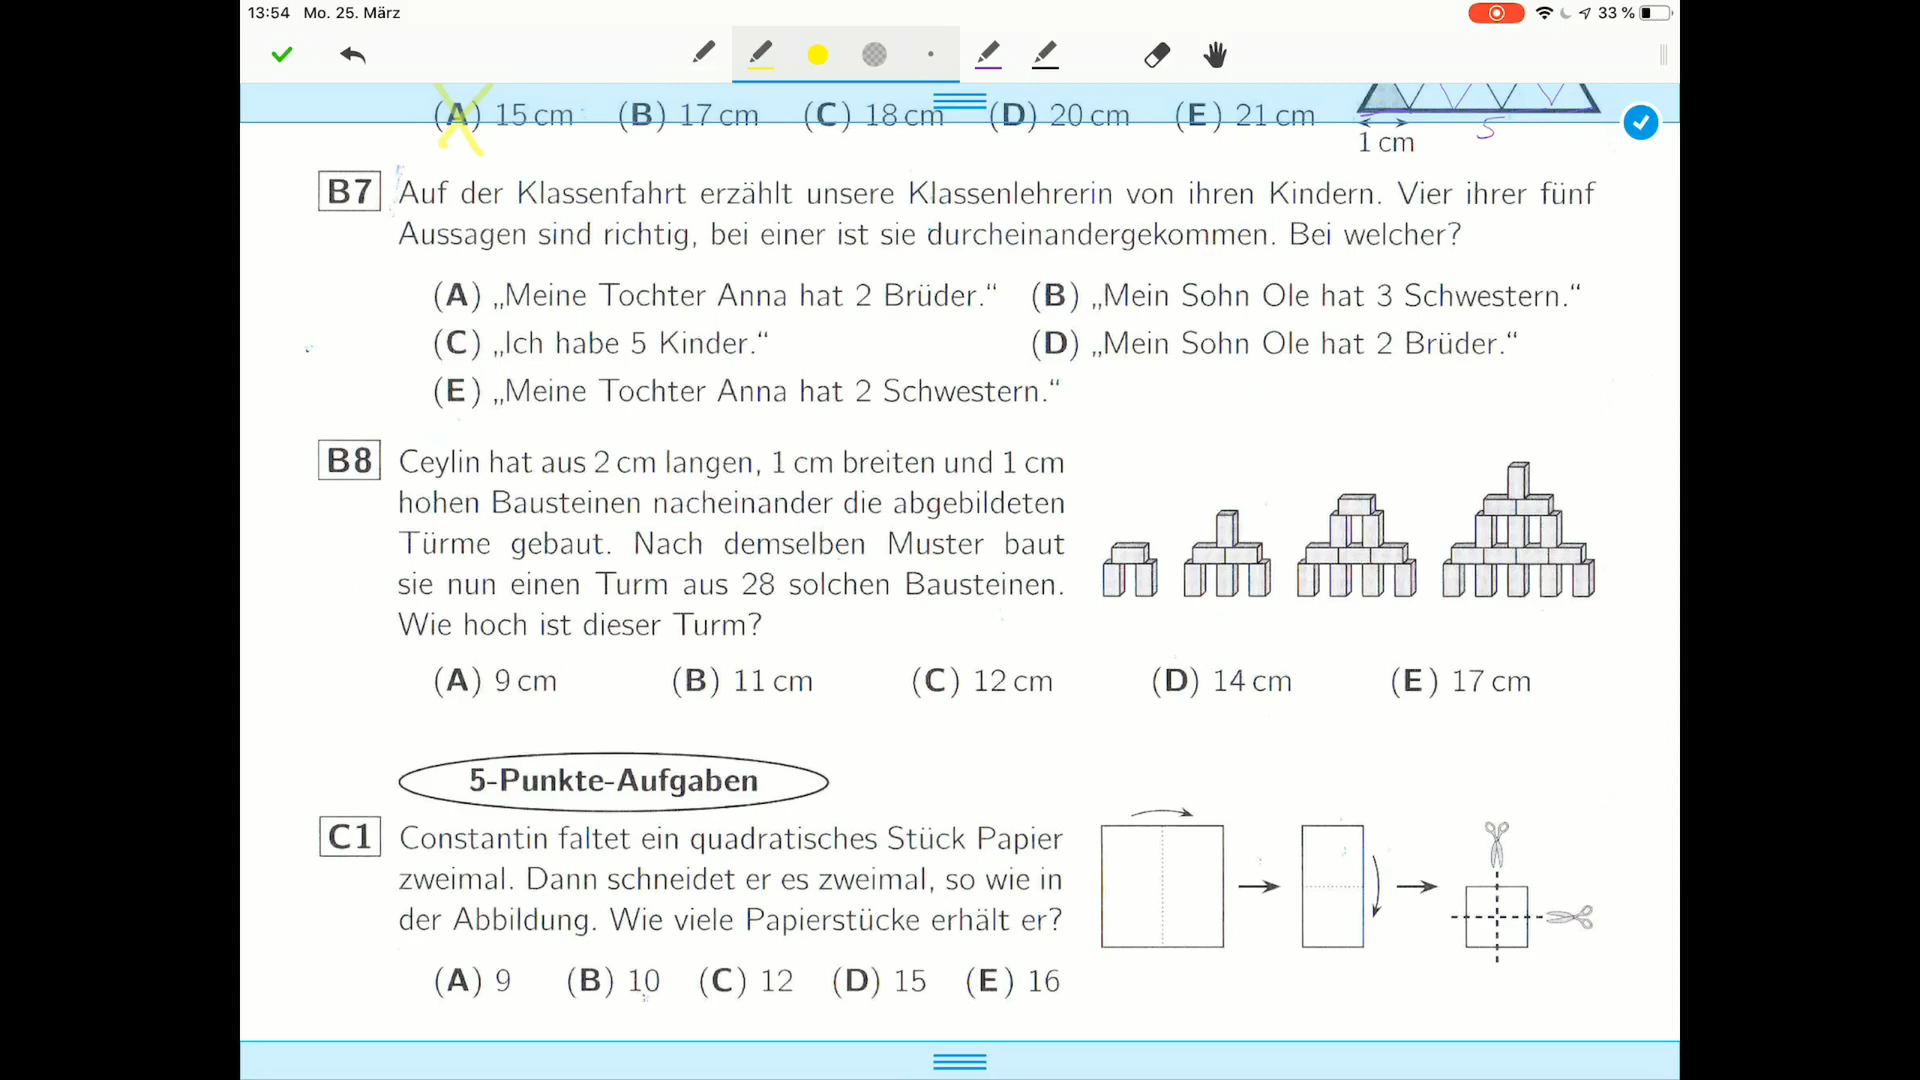 13:54 Mo. 25. März 33 %
(A) 15 cm (B) 17 cm (C) 18 cm (D) 20 cm (E) 21 cm
5
1 cm
B7 Auf der Klassenfahrt erzählt unsere Klassenlehrerin von ihren Kindern. Vier ihrer fünf
Aussagen sind richtig, bei einer ist sie durcheinandergekommen. Bei welcher?
(A) „Meine Tochter Anna hat 2 Brüder.“ (B) „Mein Sohn Ole hat 3 Schwestern.“
(C) „Ich habe 5 Kinder.“ (D) „Mein Sohn Ole hat 2 Brüder.“
(E) „Meine Tochter Anna hat 2 Schwestern.“
B8 Ceylin hat aus 2 cm langen, 1 cm breiten und 1 cm
hohen Bausteinen nacheinander die abgebildeten
Türme gebaut. Nach demselben Muster baut
sie nun einen Turm aus 28 solchen Bausteinen.
Wie hoch ist dieser Turm?
(A) 9 cm (B) 11 cm (C) 12 cm (D) 14 cm (E) 17 cm
5-Punkte-Aufgaben
C1 Constantin faltet ein quadratisches Stück Papier
zweimal. Dann schneidet er es zweimal, so wie in
der Abbildung. Wie viele Papierstücke erhält er?
(A) 9 (B) 10 (C) 12 (D) 15 (E) 16